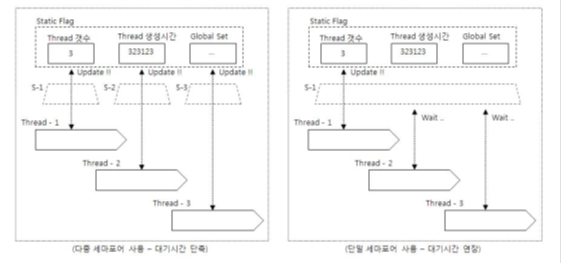 Static Flag
Thread 갯수
Thread 생성시간
Global Set
3
323123
...
Update !!
Update !!
Update !!
S-1
S-2
S-3
Thread - 1
Thread - 2
Thread - 3
(다중 세마포어 사용 – 대기시간 단축)
Static Flag
Thread 갯수
Thread 생성시간
Global Set
3
323123
...
Update !!
S-1
Wait ..
Wait ..
Thread - 1
Thread - 2
Thread - 3
(단일 세마포어 사용 – 대기시간 연장)